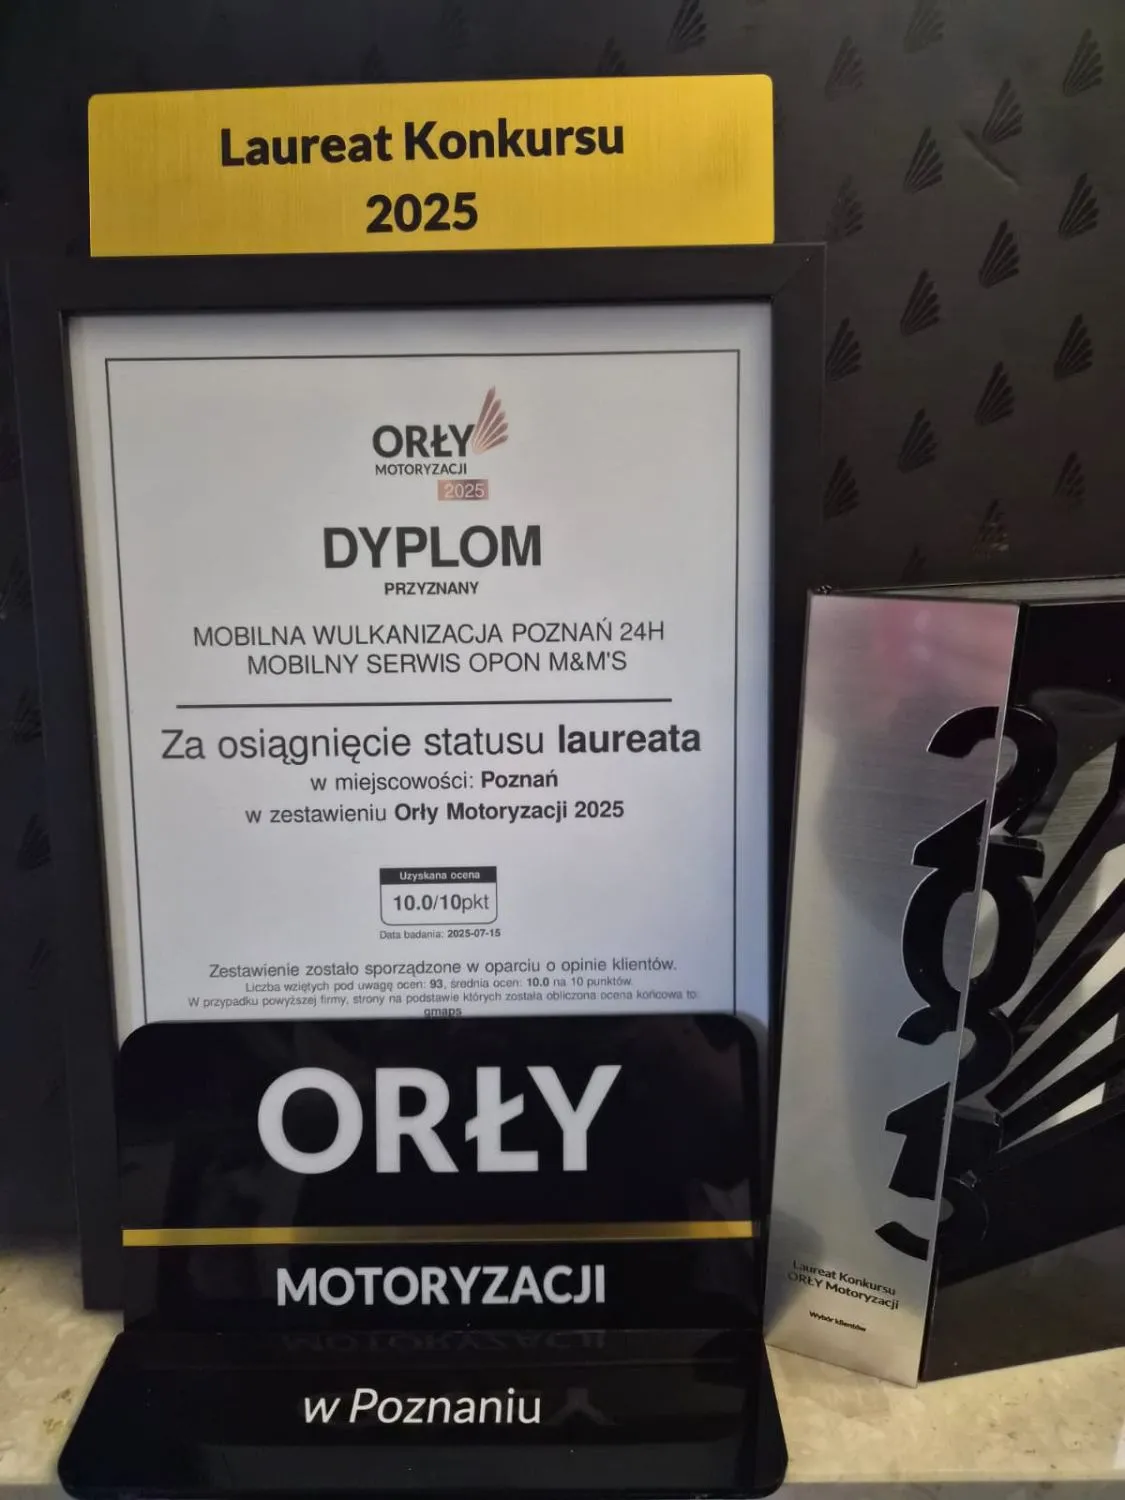 Laureat Konkursu
2025
ORŁY
MOTORYZACJI
2025
DYPLOM
PRZYZNANY
MOBILNA WULKANIZACJA POZNAŃ 24H
MOBILNY SERWIS OPON M&M'S
Za osiągnięcie statusu laureata
w miejscowości: Poznań
w zestawieniu Orły Motoryzacji 2025
Uzyskana ocena
10.0/10pkt
Data badania: 2025-07-15
Zestawienie zostało sporządzone w oparciu o opinie klientów.
Liczba wziętych pod uwagę ocen: 93, średnia ocen: 10.0 na 10 punktów.
W przypadku powyższej firmy, strony na podstawie których została obliczona ocena końcowa to:
gmaps
ORŁY
MOTORYZACJI
w Poznaniu
2025
Laureat Konkursu
ORŁY Motoryzacji
Wybór klientów